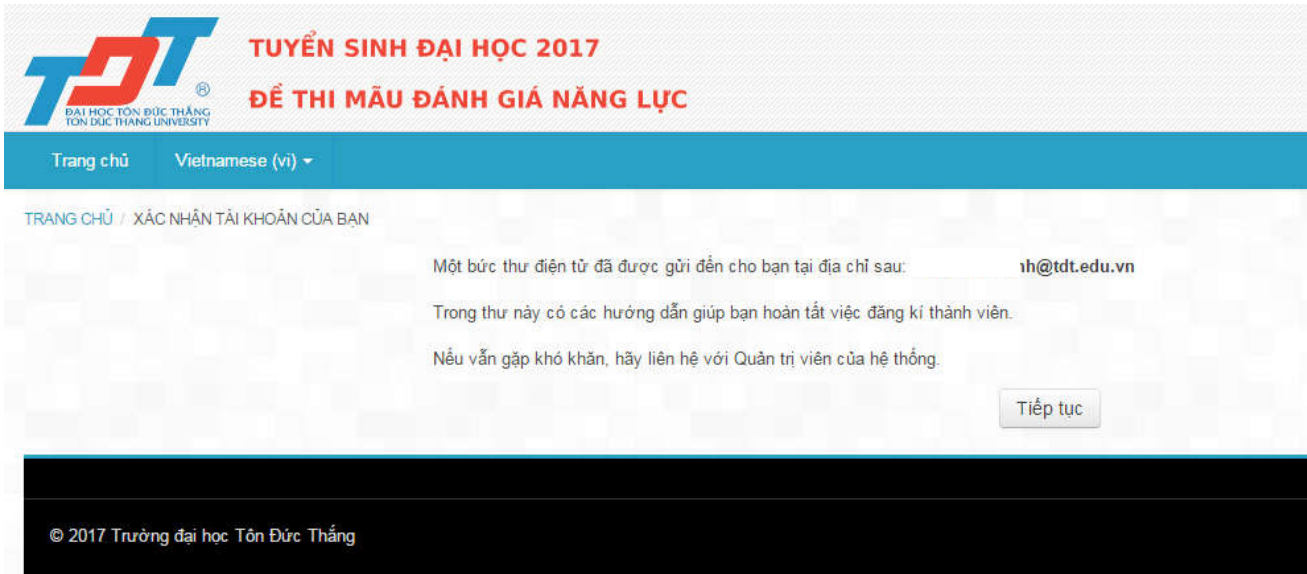 TDT
®
ĐẠI HỌC TÔN ĐỨC THẮNG
TON DUC THANG UNIVERSITY
TUYỂN SINH ĐẠI HỌC 2017
ĐỀ THI MẪU ĐÁNH GIÁ NĂNG LỰC
Trang chủ Vietnamese (vi)
TRANG CHỦ / XÁC NHẬN TÀI KHOẢN CỦA BẠN
Một bức thư điện tử đã được gửi đến cho bạn tại địa chỉ sau: nh@tdt.edu.vn
Trong thư này có các hướng dẫn giúp bạn hoàn tất việc đăng kí thành viên.
Nếu vẫn gặp khó khăn, hãy liên hệ với Quản trị viên của hệ thống.
Tiếp tục
© 2017 Trường đại học Tôn Đức Thắng